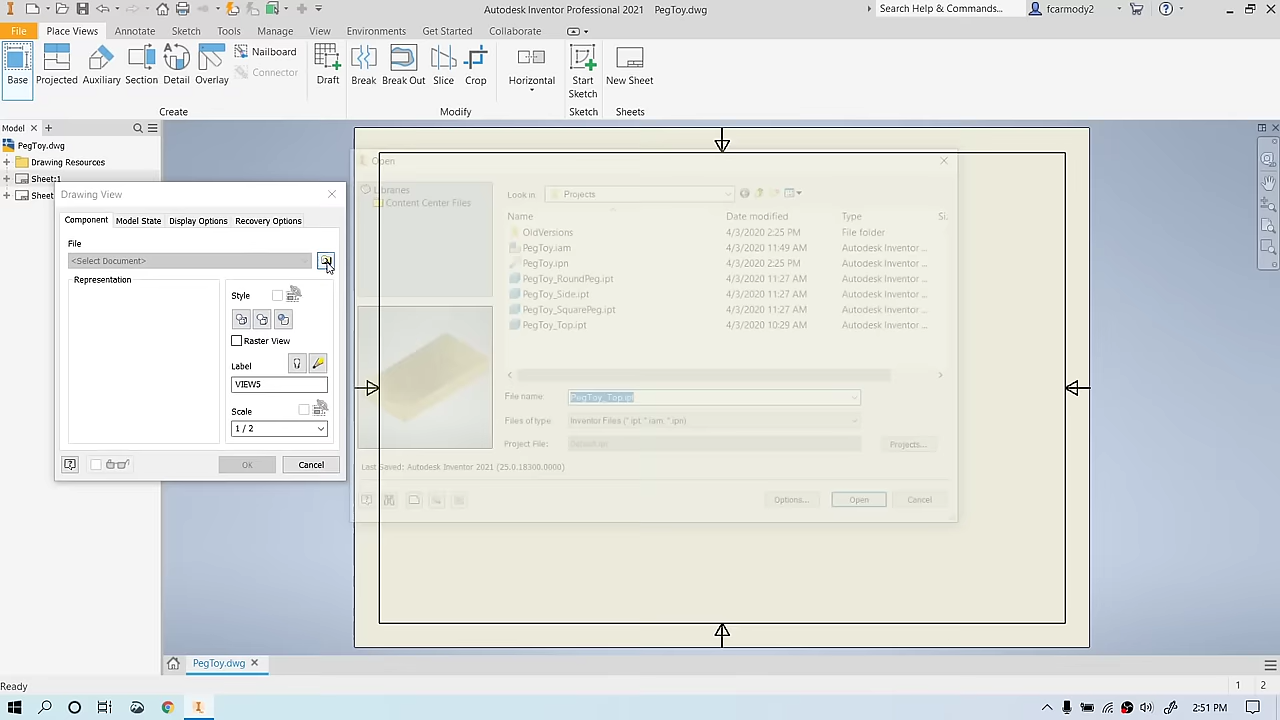 Autodesk Inventor Professional 2021 PegToy.dwg
Search Help & Commands...
fcarmody2
File Place Views Annotate Sketch Tools Manage View Environments Get Started Collaborate
Base Projected Auxiliary Section Detail Overlay
Nailboard
Connector
Draft Break Break Out Slice Crop Horizontal Start Sketch New Sheet
Create Modify Sketch Sheets
Model
PegToy.dwg
Drawing Resources
Sheet:1
Sheet
Drawing View
Component Model State Display Options Recovery Options
File
<Select Document>
Representation
Style
Raster View
Label
VIEW5
Scale
1 / 2
OK Cancel
Open
Libraries
Content Center Files
Look in: Projects
Name Date modified Type Si
OldVersions 4/3/2020 2:25 PM File folder
PegToy.iam 4/3/2020 11:49 AM Autodesk Inventor ...
PegToy.ipn 4/3/2020 2:25 PM Autodesk Inventor ...
PegToy_RoundPeg.ipt 4/3/2020 11:27 AM Autodesk Inventor ...
PegToy_Side.ipt 4/3/2020 11:27 AM Autodesk Inventor ...
PegToy_SquarePeg.ipt 4/3/2020 11:27 AM Autodesk Inventor ...
PegToy_Top.ipt 4/3/2020 10:29 AM Autodesk Inventor ...
File name: PegToy_Top.ipt
Files of type: Inventor Files (*.ipt; *.iam; *.ipn)
Project File: Projects...
Last Saved: Autodesk Inventor 2021 (25.0.18300.0000)
Options... Open Cancel
PegToy.dwg
Ready
1 2
2:51 PM